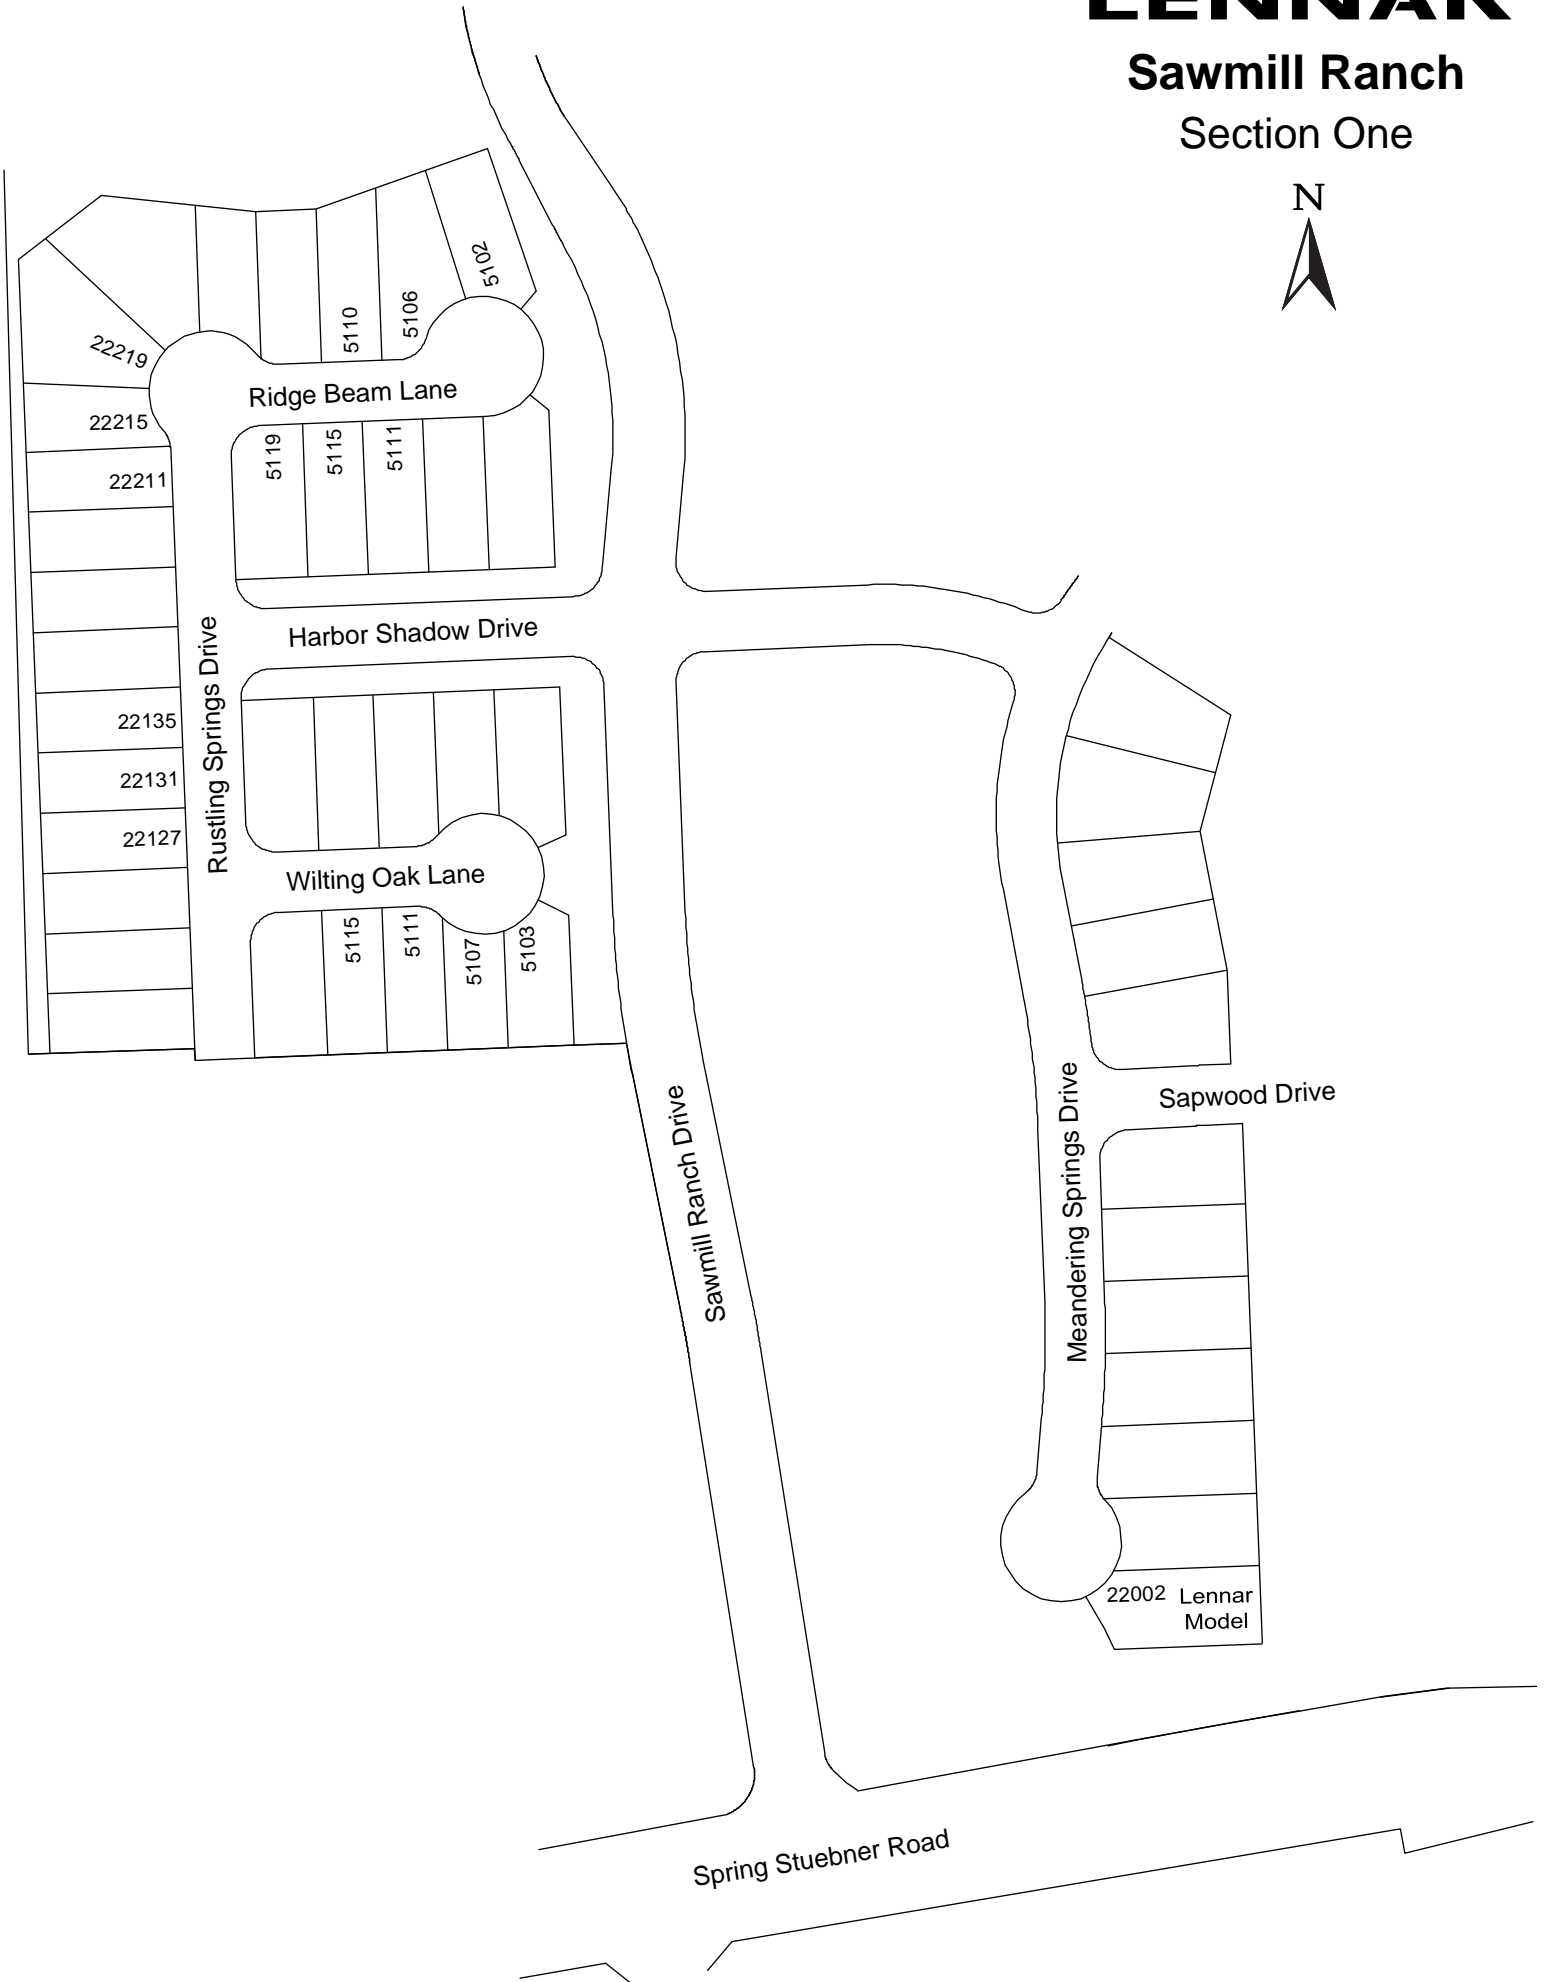 LENNAR
Sawmill Ranch
Section One
N
5102
5106
5110
22219
Ridge Beam Lane
22215
5119
5115
5111
22211
Harbor Shadow Drive
Rustling Springs Drive
22135
22131
22127
Wilting Oak Lane
5115
5111
5107
5103
Sawmill Ranch Drive
Meandering Springs Drive
Sapwood Drive
22002
Lennar
Model
Spring Stuebner Road